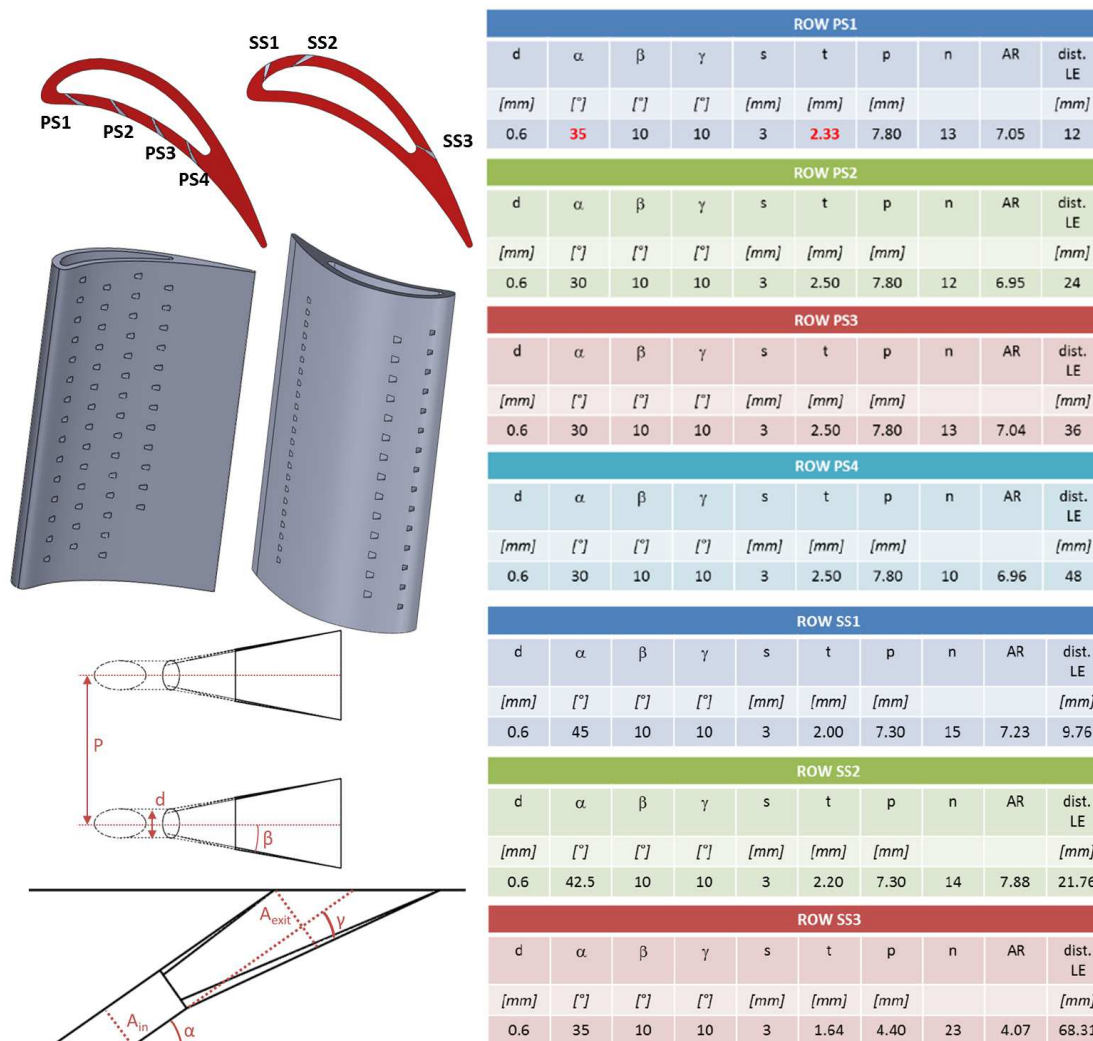 SS1 SS2
PS1 PS2 PS3 PS4
SS3
P
d
β
A_exit γ
A_in α
ROW PS1
d α β γ s t p n AR dist. LE
[mm] [°] [°] [°] [mm] [mm] [mm] [mm]
0.6 35 10 10 3 2.33 7.80 13 7.05 12
ROW PS2
d α β γ s t p n AR dist. LE
[mm] [°] [°] [°] [mm] [mm] [mm] [mm]
0.6 30 10 10 3 2.50 7.80 12 6.95 24
ROW PS3
d α β γ s t p n AR dist. LE
[mm] [°] [°] [°] [mm] [mm] [mm] [mm]
0.6 30 10 10 3 2.50 7.80 13 7.04 36
ROW PS4
d α β γ s t p n AR dist. LE
[mm] [°] [°] [°] [mm] [mm] [mm] [mm]
0.6 30 10 10 3 2.50 7.80 10 6.96 48
ROW SS1
d α β γ s t p n AR dist. LE
[mm] [°] [°] [°] [mm] [mm] [mm] [mm]
0.6 45 10 10 3 2.00 7.30 15 7.23 9.76
ROW SS2
d α β γ s t p n AR dist. LE
[mm] [°] [°] [°] [mm] [mm] [mm] [mm]
0.6 42.5 10 10 3 2.20 7.30 14 7.88 21.76
ROW SS3
d α β γ s t p n AR dist. LE
[mm] [°] [°] [°] [mm] [mm] [mm] [mm]
0.6 35 10 10 3 1.64 4.40 23 4.07 68.31